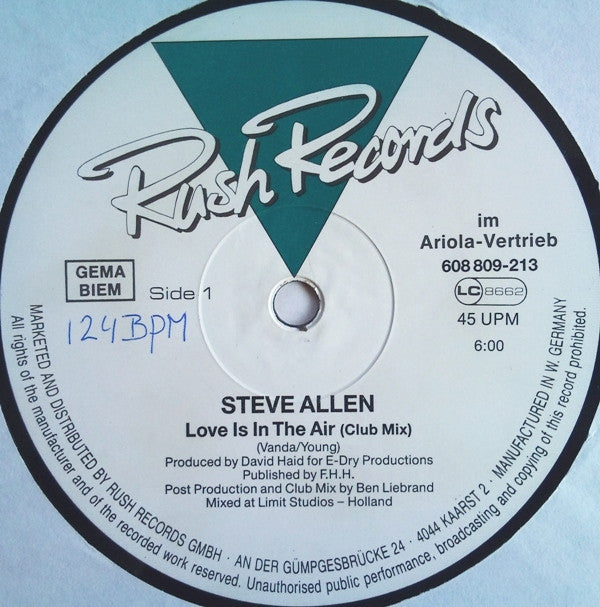 Rush Records
im
Ariola-Vertrieb
608 809-213
LC 8662
45 UPM
6:00
GEMA
BIEM
Side 1
124 BPM
STEVE ALLEN
Love Is In The Air (Club Mix)
(Vanda/Young)
Produced by David Haid for E-Dry Productions
Published by F.H.H.
Post Production and Club Mix by Ben Liebrand
Mixed at Limit Studios – Holland
MARKETED AND DISTRIBUTED BY RUSH RECORDS GMBH · AN DER GÜMPGESBRÜCKE 24 · 4044 KAARST 2 · MANUFACTURED IN W. GERMANY
All rights of the manufacturer and of the recorded work reserved. Unauthorised public performance, broadcasting and copying of this record prohibited.